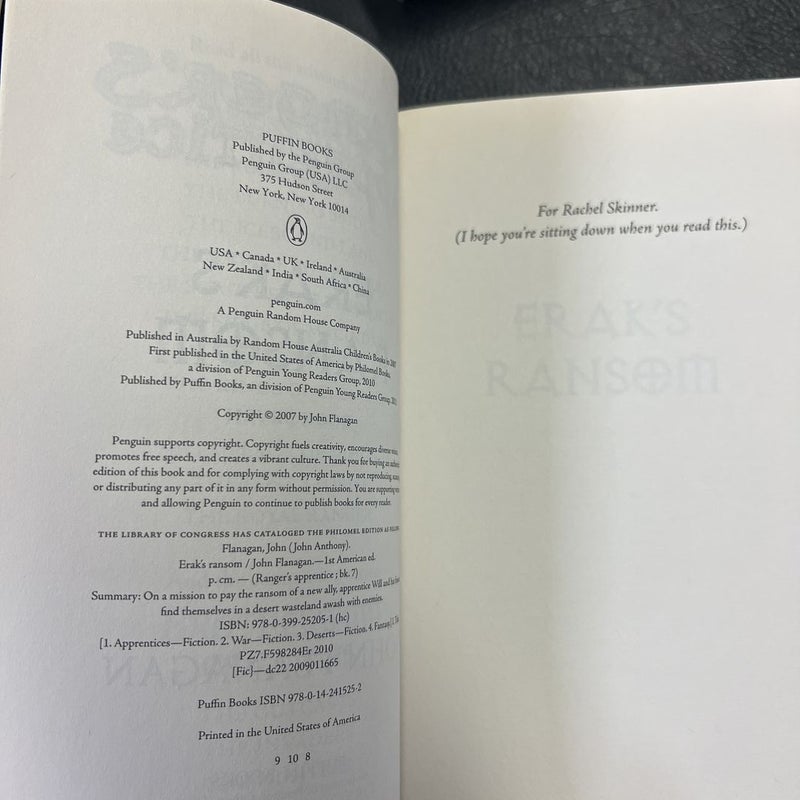 PUFFIN BOOKS
Published by the Penguin Group
Penguin Group (USA) LLC
375 Hudson Street
New York, New York 10014
USA * Canada * UK * Ireland * Australia
New Zealand * India * South Africa * China
penguin.com
A Penguin Random House Company
Published in Australia by Random House Australia Children's Books in 2007
First published in the United States of America by Philomel Books,
a division of Penguin Young Readers Group, 2010
Published by Puffin Books, an division of Penguin Young Readers Group,
Copyright © 2007 by John Flanagan
Penguin supports copyright. Copyright fuels creativity, encourages diverse
promotes free speech, and creates a vibrant culture. Thank you for buying an
edition of this book and for complying with copyright laws by not reproducing,
or distributing any part of it in any form without permission. You are supporting
and allowing Penguin to continue to publish books for every reader.
THE LIBRARY OF CONGRESS HAS CATALOGED THE PHILOMEL EDITION AS
Flanagan, John (John Anthony).
Erak's ransom / John Flanagan.—1st American ed.
p. cm. — (Ranger's apprentice ; bk. 7)
Summary: On a mission to pay the ransom of a new ally, apprentice Will and his
find themselves in a desert wasteland awash with enemies.
ISBN: 978-0-399-25205-1 (hc)
[1. Apprentices—Fiction. 2. War—Fiction. 3. Deserts—Fiction. 4. Fantasy.]
PZ7.F598284Er 2010
[Fic]—dc22 2009011665
Puffin Books ISBN 978-0-14-241525-2
Printed in the United States of America
9 10 8
For Rachel Skinner.
(I hope you're sitting down when you read this.)
ERAK'S
RANSOM